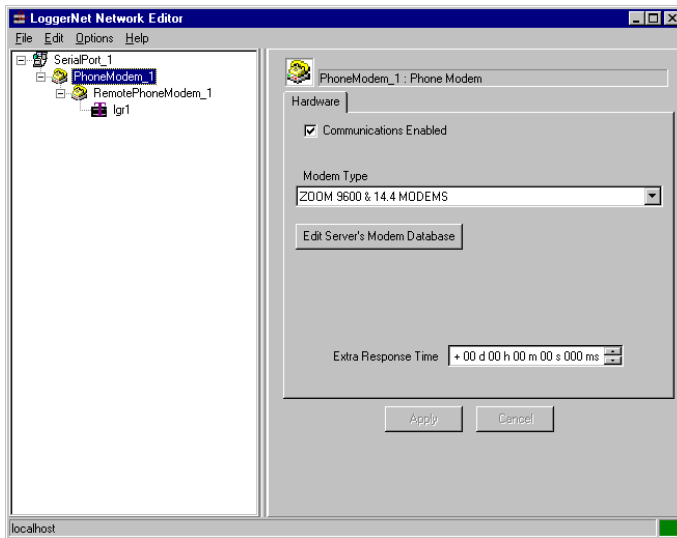 LoggerNet Network Editor
File Edit Options Help
SerialPort_1
PhoneModem_1
RemotePhoneModem_1
lgr1
PhoneModem_1 : Phone Modem
Hardware
Communications Enabled
Modem Type
ZOOM 9600 & 14.4 MODEMS
Edit Server's Modem Database
Extra Response Time + 00 d 00 h 00 m 00 s 000 ms
Apply Cancel
localhost